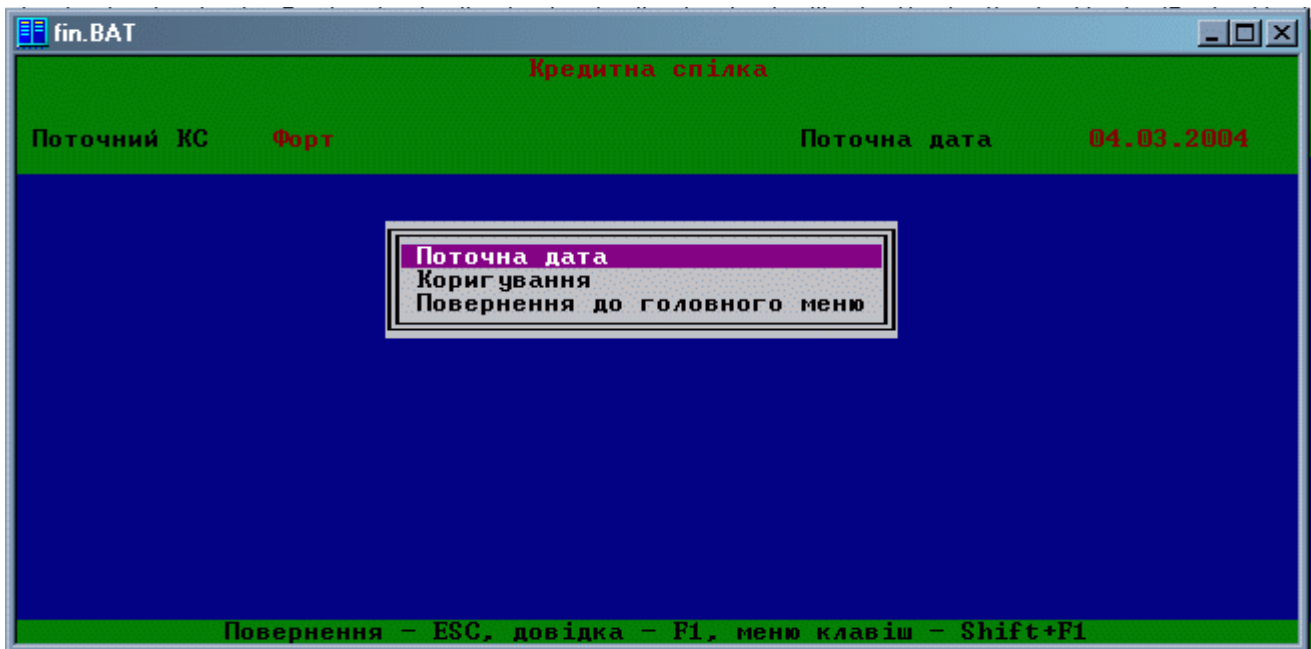 fin.BAT
Кредитна спілка
Поточний КС Форт Поточна дата 04.03.2004
Поточна дата
Коригування
Повернення до головного меню
Повернення - ESC, довідка - F1, меню клавіш - Shift+F1